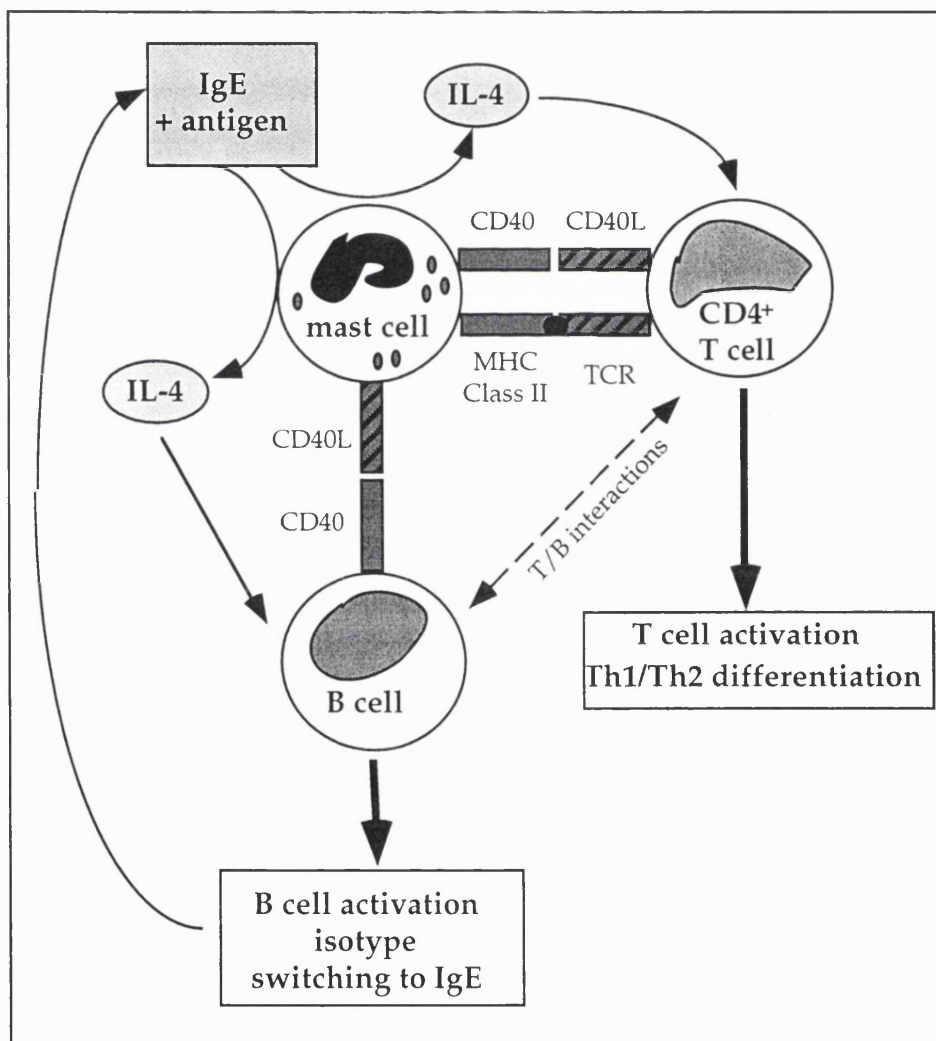 IgE
+ antigen
IL-4
CD40
CD40L
mast cell
CD4+
T cell
MHC
Class II
TCR
IL-4
CD40L
CD40
T/B interactions
B cell
T cell activation
Th1/Th2 differentiation
B cell activation
isotype
switching to IgE